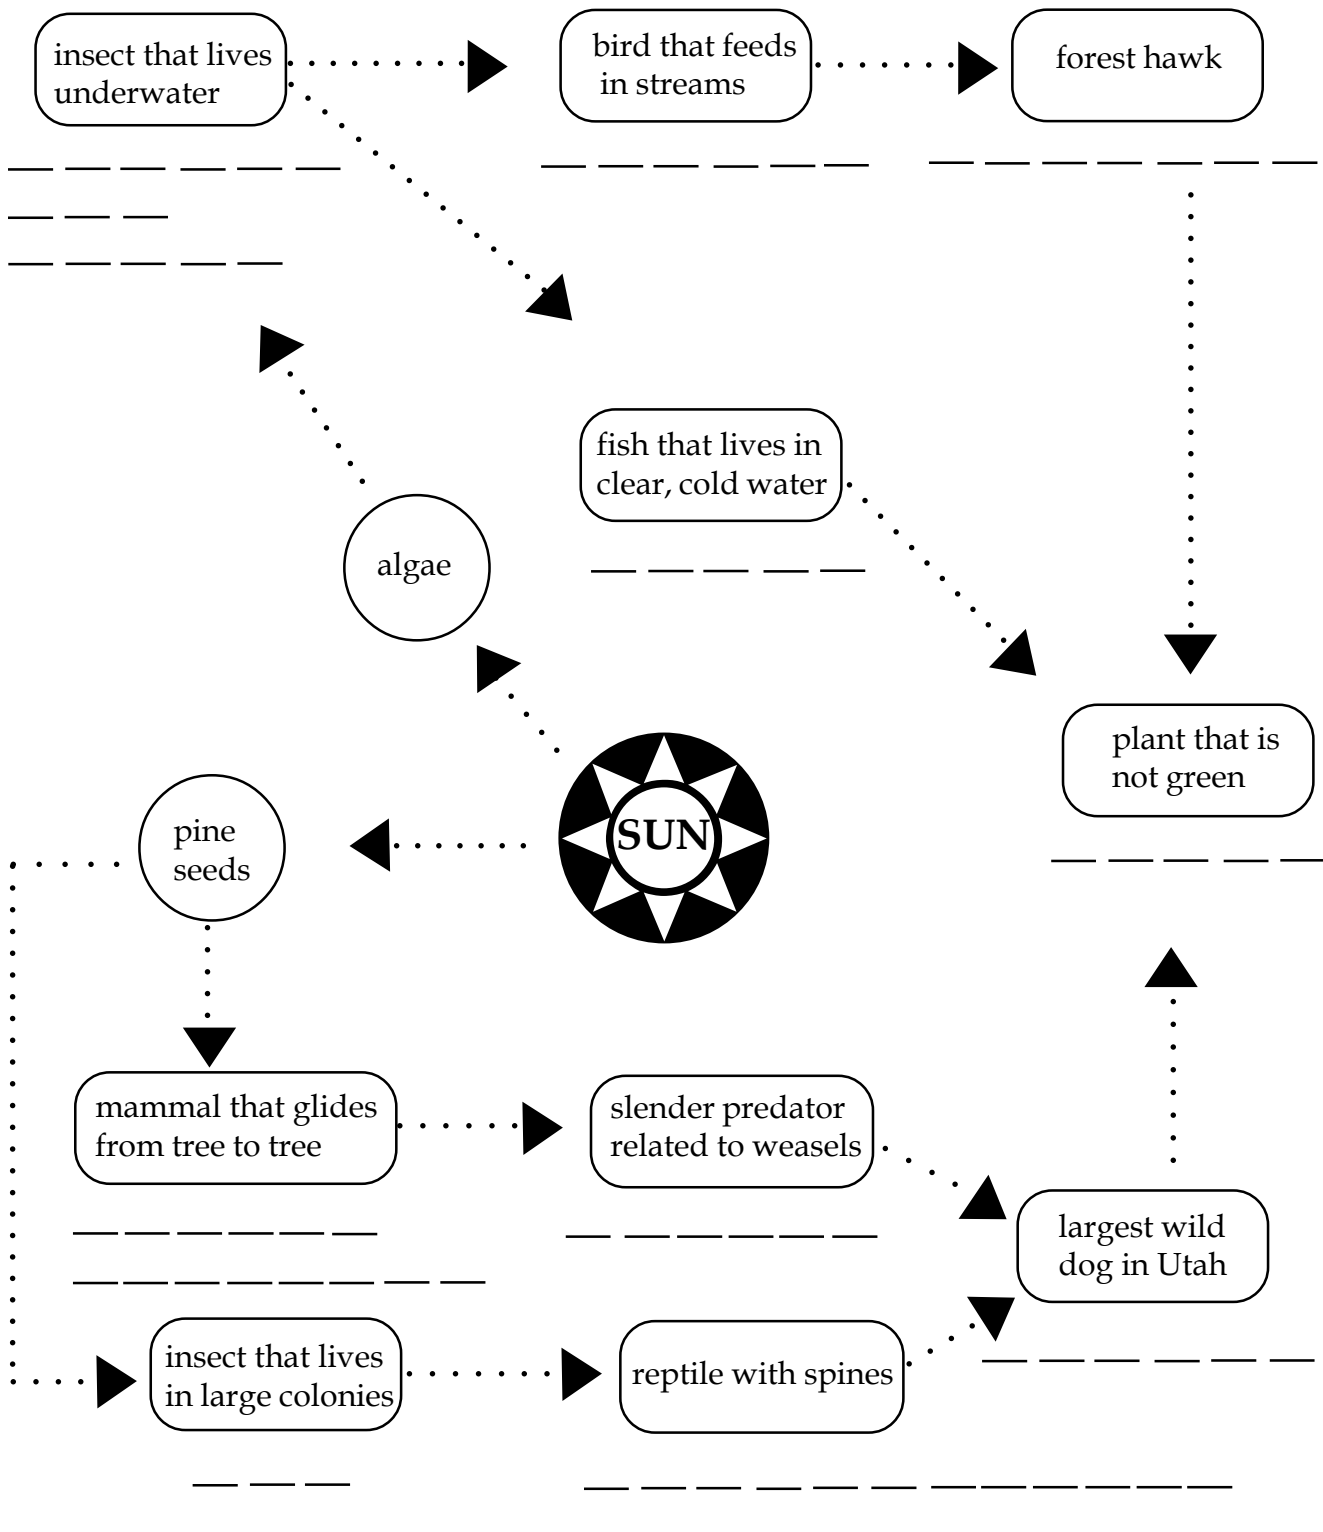 insect that lives
underwater
bird that feeds
in streams
forest hawk
fish that lives in
clear, cold water
algae
plant that is
not green
SUN
pine
seeds
mammal that glides
from tree to tree
slender predator
related to weasels
largest wild
dog in Utah
insect that lives
in large colonies
reptile with spines